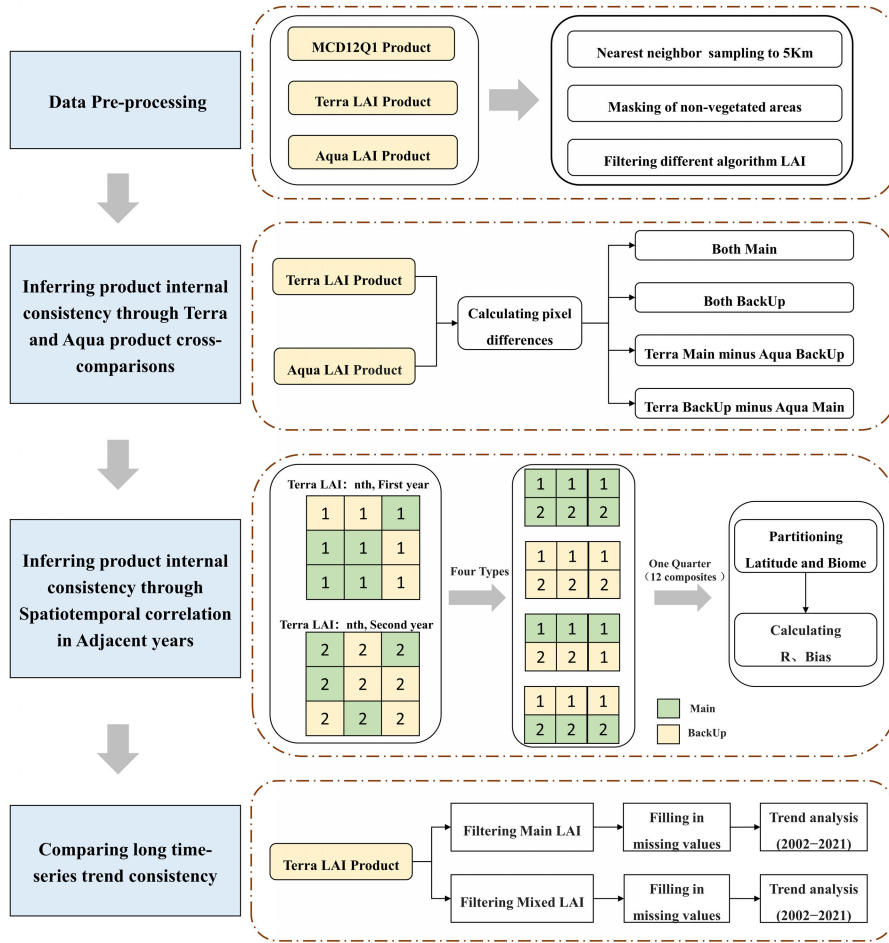 Data Pre-processing
MCD12Q1 Product
Terra LAI Product
Aqua LAI Product
Nearest neighbor sampling to 5Km
Masking of non-vegetated areas
Filtering different algorithm LAI
Inferring product internal
consistency through Terra
and Aqua product cross-
comparisons
Terra LAI Product
Aqua LAI Product
Calculating pixel
differences
Both Main
Both BackUp
Terra Main minus Aqua BackUp
Terra BackUp minus Aqua Main
Inferring product internal
consistency through
Spatiotemporal correlation
in Adjacent years
Terra LAI：nth, First year
1 1 1
1 1 1
1 1 1
Terra LAI：nth, Second year
2 2 2
2 2 2
2 2 2
Four Types
1 1 1
2 2 2
1 1 1
2 2 2
1 1 1
2 2 1
1 1 1
2 2 2
Main
BackUp
One Quarter
（12 composites ）
Partitioning
Latitude and Biome
Calculating
R、Bias
Comparing long time-
series trend consistency
Terra LAI Product
Filtering Main LAI
Filling in
missing values
Trend analysis
(2002−2021)
Filtering Mixed LAI
Filling in
missing values
Trend analysis
(2002−2021)